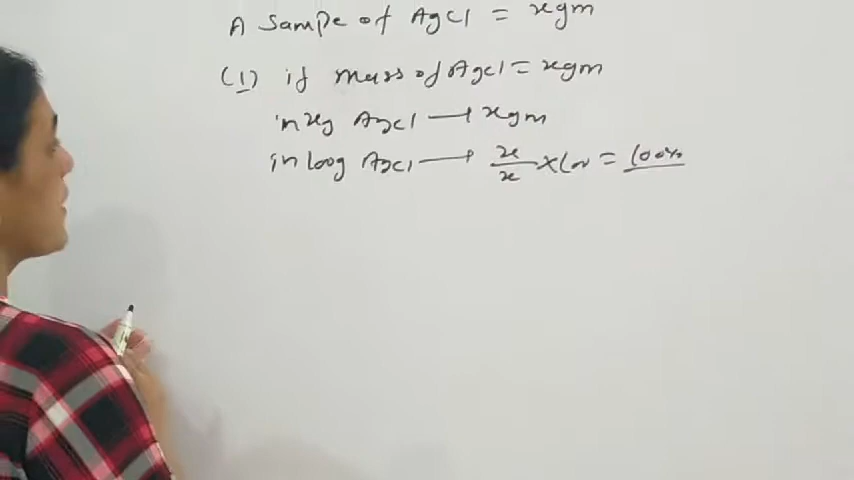 A Sample of AgCl = xgm
(1) if mass of AgCl = xgm
in xg AgCl → xgm
in 100g AgCl → x/x × 100 = 100%